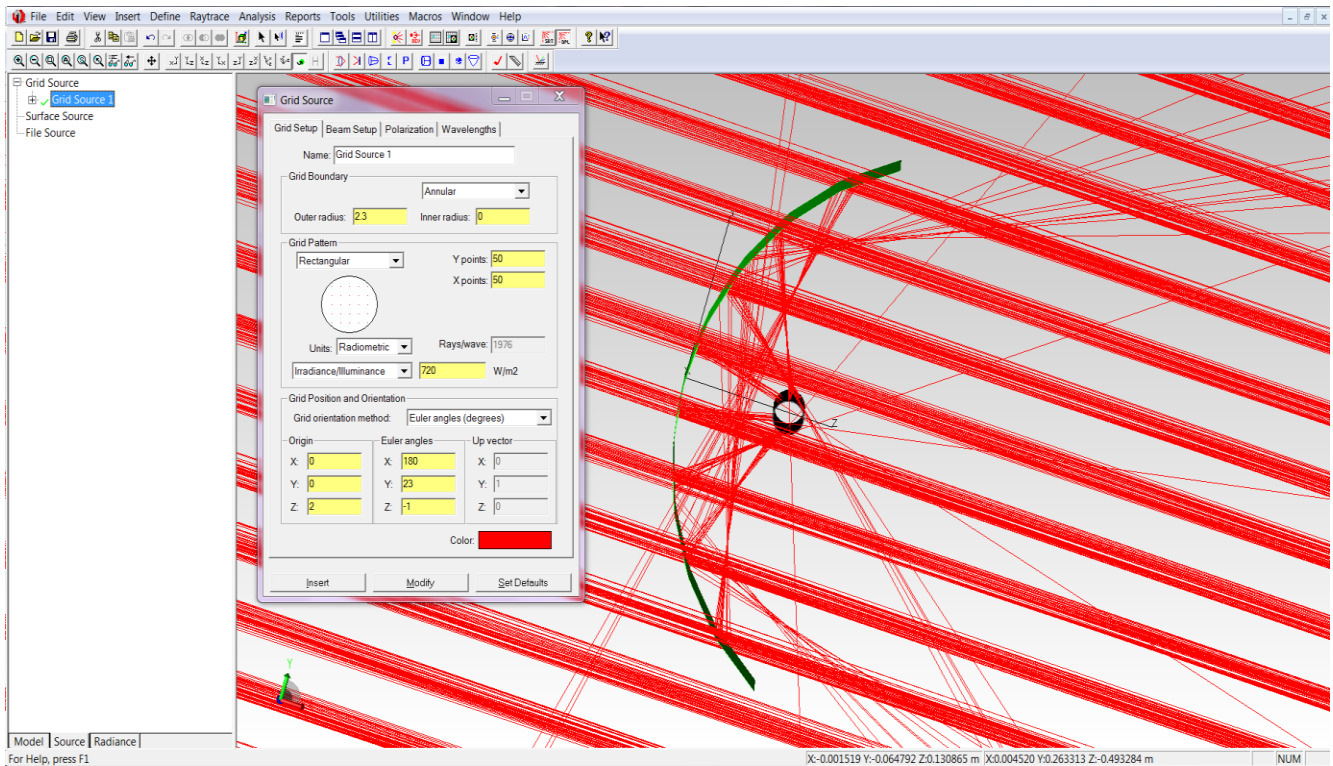 File Edit View Insert Define Raytrace Analysis Reports Tools Utilities Macros Window Help
Grid Source
Grid Source 1
Surface Source
File Source
Grid Source
Grid Setup Beam Setup Polarization Wavelengths
Name: Grid Source 1
Grid Boundary
Annular
Outer radius: 2.3 Inner radius: 0
Grid Pattern
Rectangular Y points: 50
X points: 50
Units: Radiometric Rays/wave: 1976
Irradiance/Illuminance 720 W/m2
Grid Position and Orientation
Grid orientation method: Euler angles (degrees)
Origin Euler angles Up vector
X: 0 X: 180 X: 0
Y: 0 Y: 23 Y: 1
Z: 2 Z: -1 Z: 0
Color:
Insert Modify Set Defaults
Y
X
Z
Y
Model Source Radiance
For Help, press F1 X:-0.001519 Y:-0.064792 Z:0.130865 m X:0.004520 Y:0.263313 Z:-0.493284 m NUM